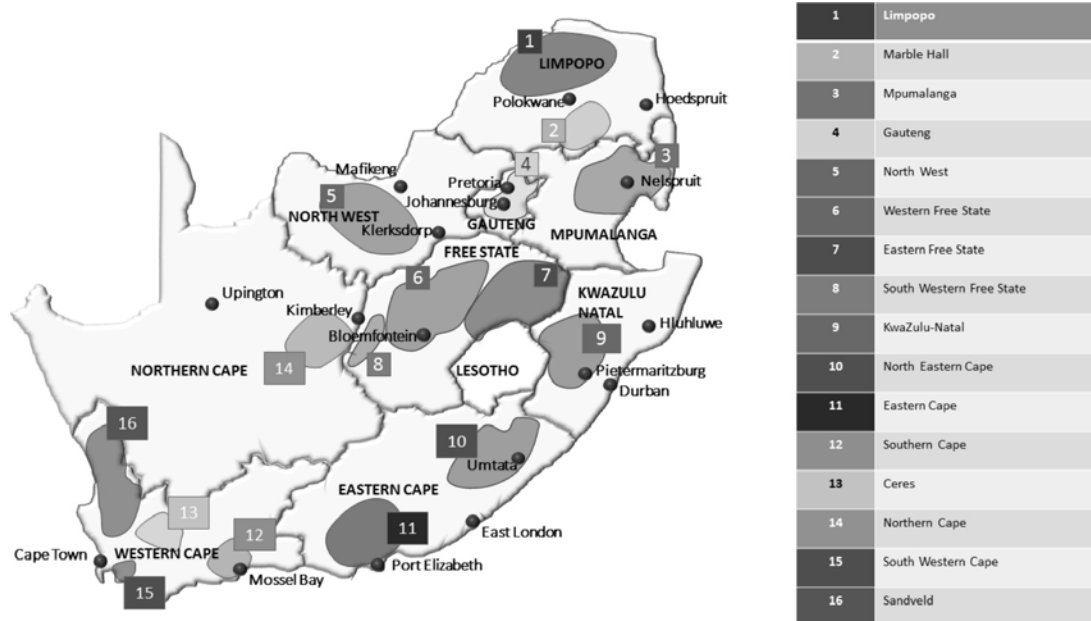 1
LIMPOPO
Polokwane
Hoedspruit
2
3
4
Mafikeng
Pretoria
Nelspruit
5
Johannesburg
NORTH WEST
GAUTENG
Klerksdorp
MPUMALANGA
FREE STATE
6
7
KWAZULU
NATAL
Upington
Kimberley
Hluhluwe
Bloemfontein
9
8
14
NORTHERN CAPE
LESOTHO
Pietermaritzburg
Durban
16
10
Umtata
EASTERN CAPE
13
11
East London
12
WESTERN CAPE
Cape Town
Port Elizabeth
Mossel Bay
15
1 Limpopo
2 Marble Hall
3 Mpumalanga
4 Gauteng
5 North West
6 Western Free State
7 Eastern Free State
8 South Western Free State
9 KwaZulu-Natal
10 North Eastern Cape
11 Eastern Cape
12 Southern Cape
13 Ceres
14 Northern Cape
15 South Western Cape
16 Sandveld